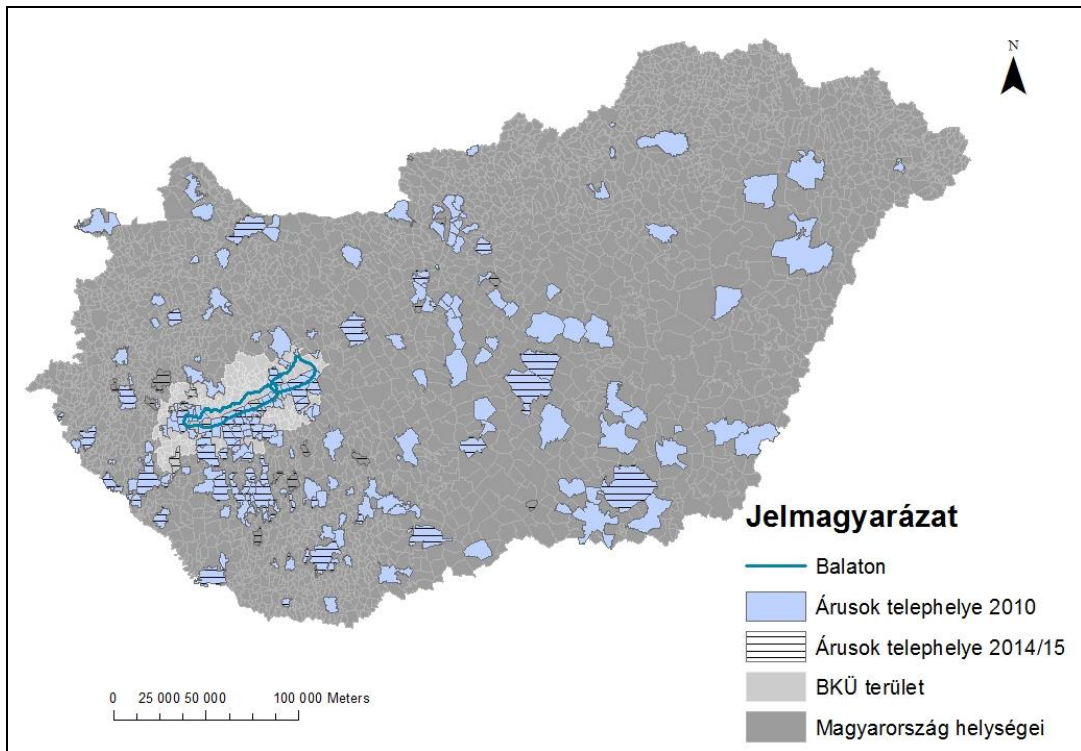 N
Jelmagyarázat
Balaton
Árusok telephelye 2010
Árusok telephelye 2014/15
BKÜ terület
Magyarország helységei
0 25 000 50 000 100 000 Meters